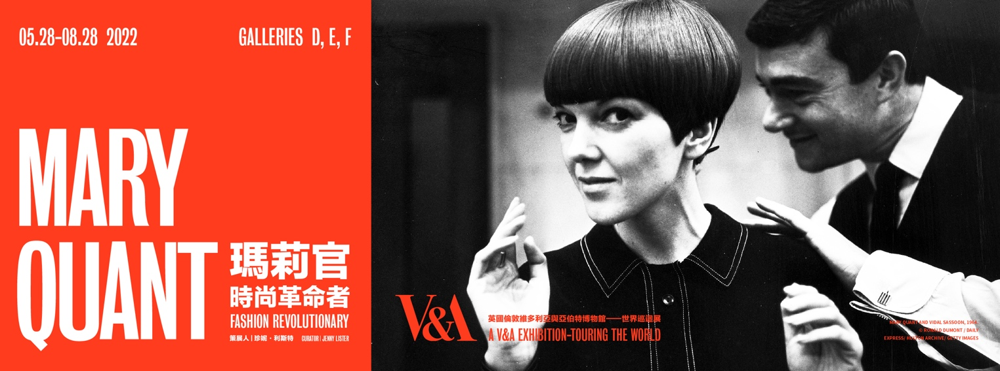 05.28-08.28 2022
GALLERIES D, E, F
MARY
QUANT
瑪莉官
時尚革命者
FASHION REVOLUTIONARY
策展人 | 珍妮・利斯特 CURATOR | JENNY LISTER
V&A
英國倫敦維多利亞與亞伯特博物館——世界巡迴展
A V&A EXHIBITION-TOURING THE WORLD
MARY QUANT AND VIDAL SASSOON, 1964.
© RONALD DUMONT / DAILY
EXPRESS/ HULTON ARCHIVE/ GETTY IMAGES